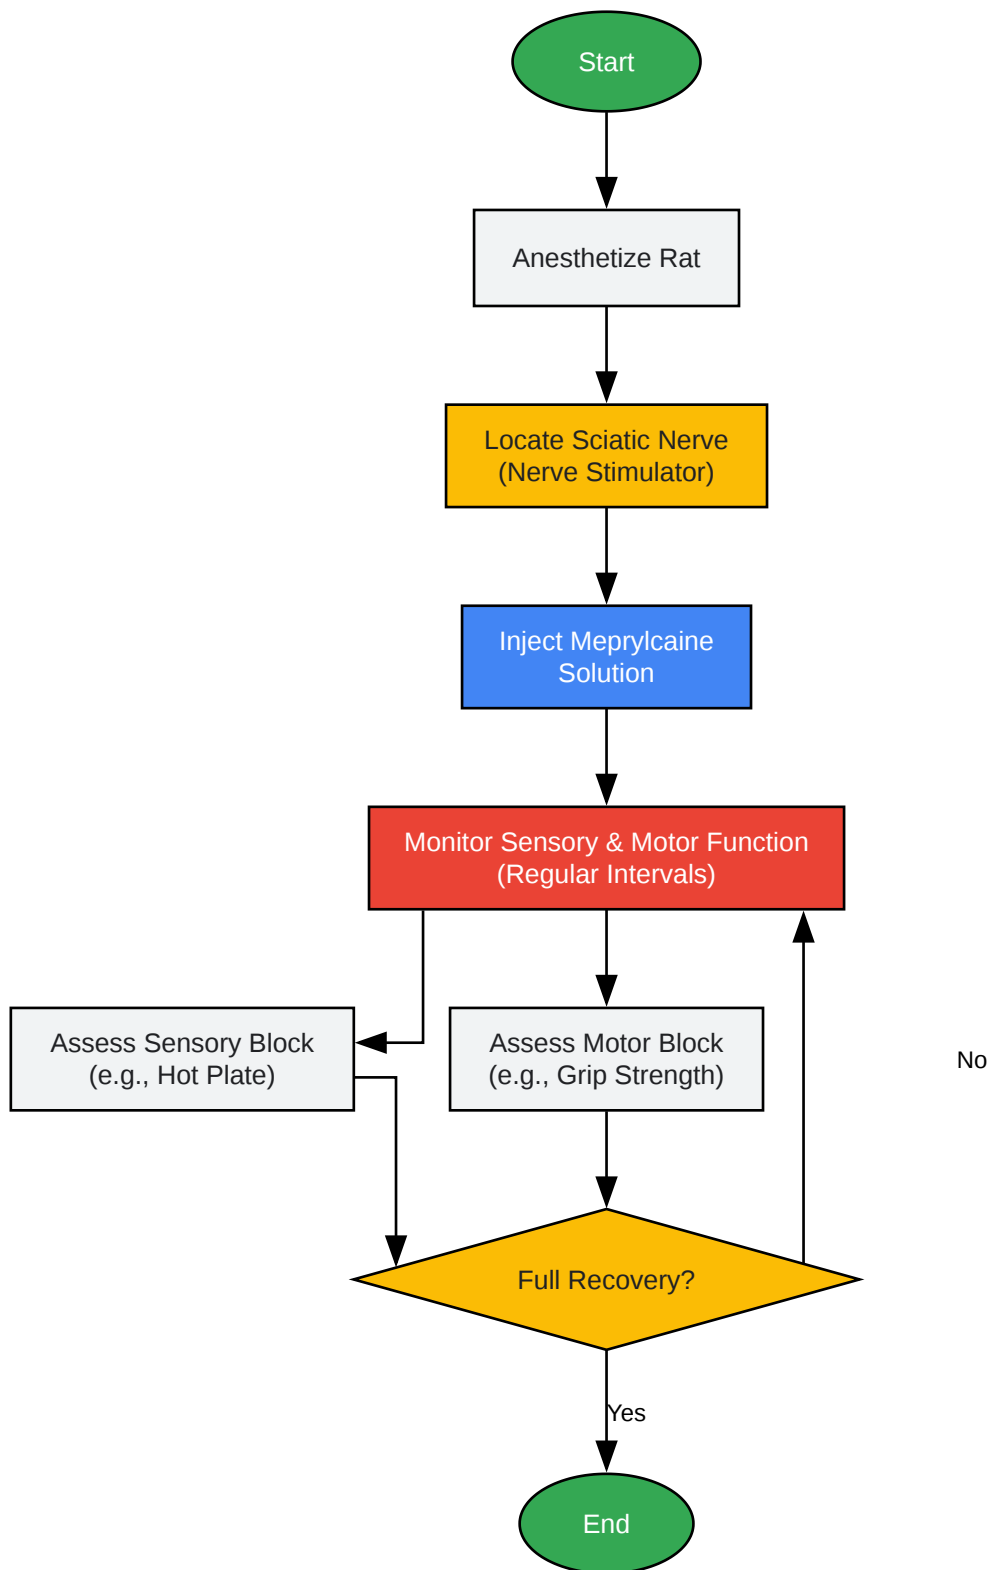 Start
Anesthetize Rat
Locate Sciatic Nerve
(Nerve Stimulator)
Inject Meprylcaine
Solution
Monitor Sensory & Motor Function
(Regular Intervals)
Assess Sensory Block
(e.g., Hot Plate)
Assess Motor Block
(e.g., Grip Strength)
No
Full Recovery?
Yes
End